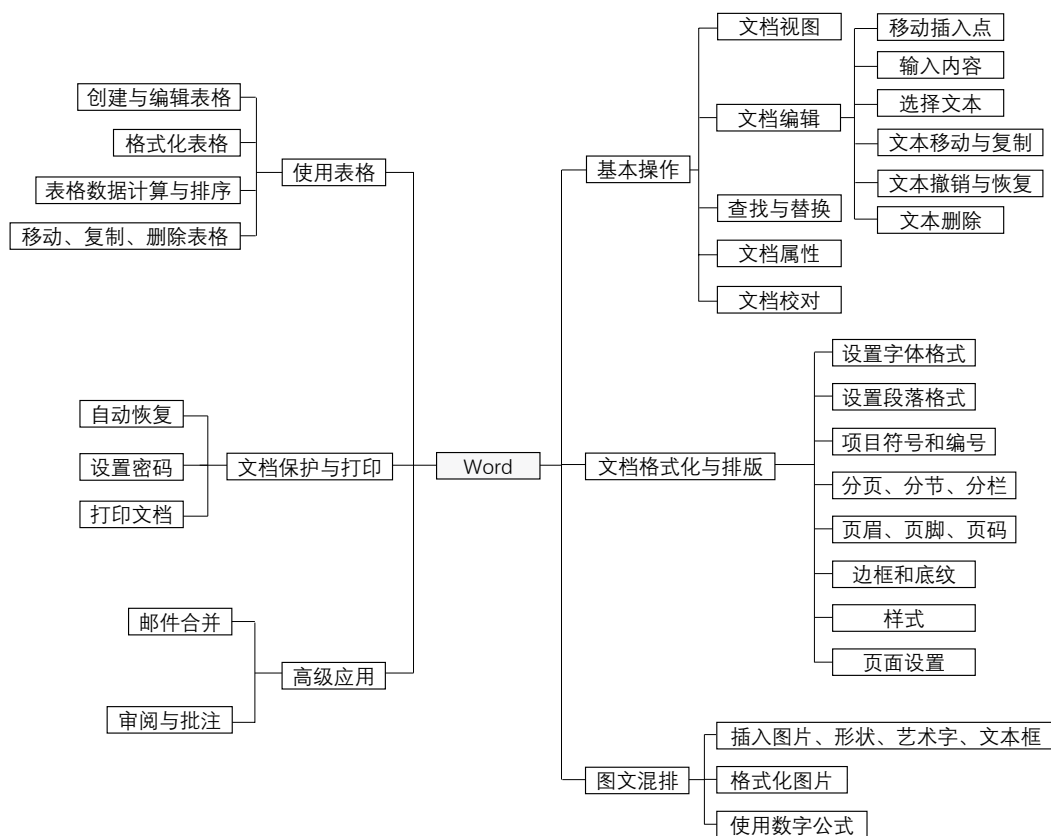 Word
基本操作
文档视图
文档编辑
移动插入点
输入内容
选择文本
文本移动与复制
文本撤销与恢复
文本删除
查找与替换
文档属性
文档校对
文档格式化与排版
设置字体格式
设置段落格式
项目符号和编号
分页、分节、分栏
页眉、页脚、页码
边框和底纹
样式
页面设置
图文混排
插入图片、形状、艺术字、文本框
格式化图片
使用数字公式
使用表格
创建与编辑表格
格式化表格
表格数据计算与排序
移动、复制、删除表格
文档保护与打印
自动恢复
设置密码
打印文档
高级应用
邮件合并
审阅与批注